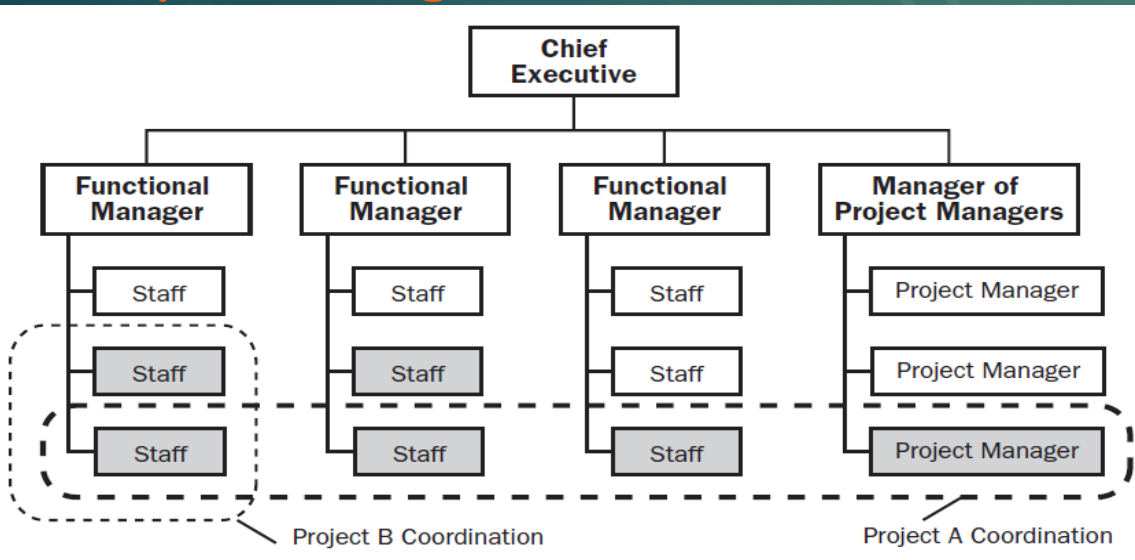 Chief
Executive
Functional
Manager
Functional
Manager
Functional
Manager
Manager of
Project Managers
Staff
Staff
Staff
Project Manager
Staff
Staff
Staff
Project Manager
Staff
Staff
Staff
Project Manager
Project B Coordination
Project A Coordination